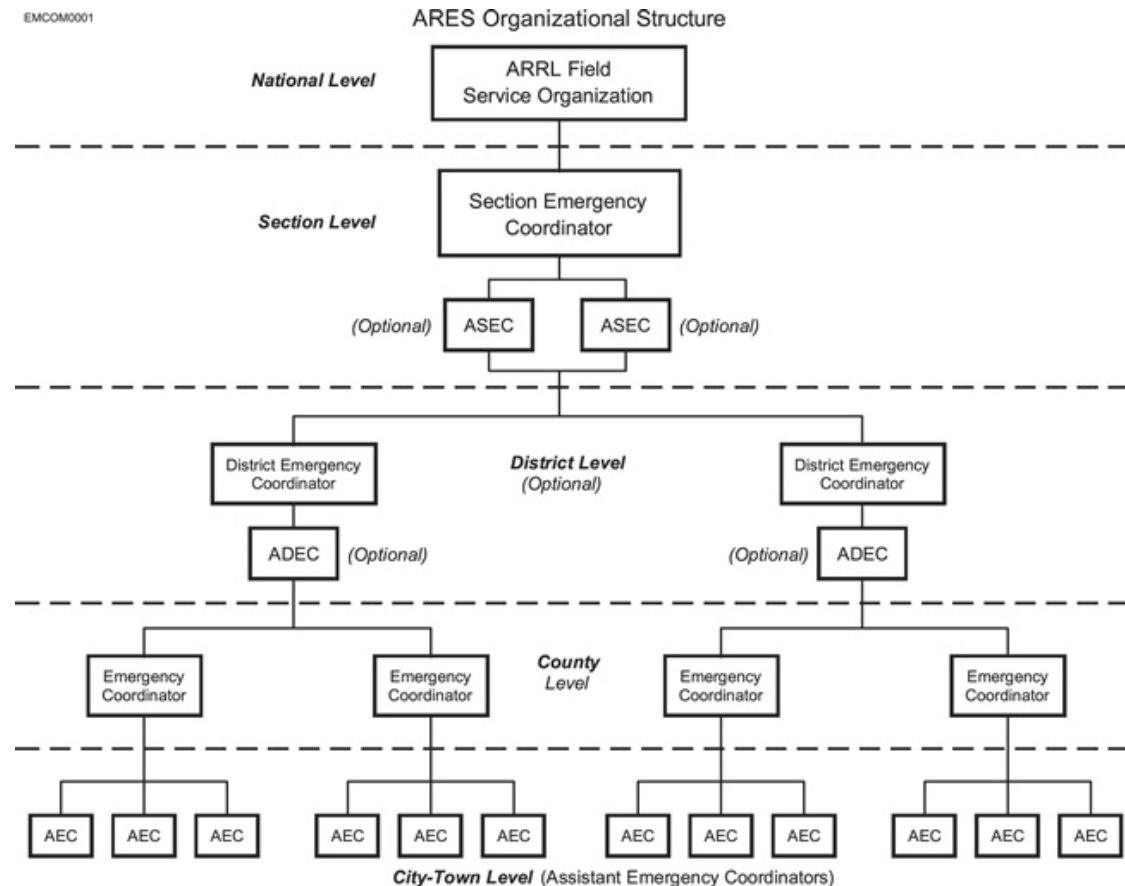 EMCOM0001
ARES Organizational Structure
National Level
ARRL Field
Service Organization
Section Level
Section Emergency
Coordinator
(Optional)
ASEC
ASEC
(Optional)
District Emergency
Coordinator
District Level
(Optional)
District Emergency
Coordinator
ADEC
(Optional)
(Optional)
ADEC
Emergency
Coordinator
Emergency
Coordinator
County
Level
Emergency
Coordinator
Emergency
Coordinator
AEC
AEC
AEC
AEC
AEC
AEC
AEC
AEC
AEC
AEC
AEC
AEC
City-Town Level (Assistant Emergency Coordinators)